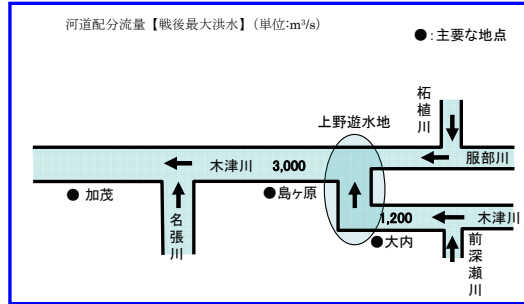 河道配分流量【戦後最大洪水】(単位:m³/s)
●:主要な地点
柘植川
上野遊水地
木津川
3,000
服部川
●加茂
名張川
●島ヶ原
1,200
木津川
●大内
前深瀬川